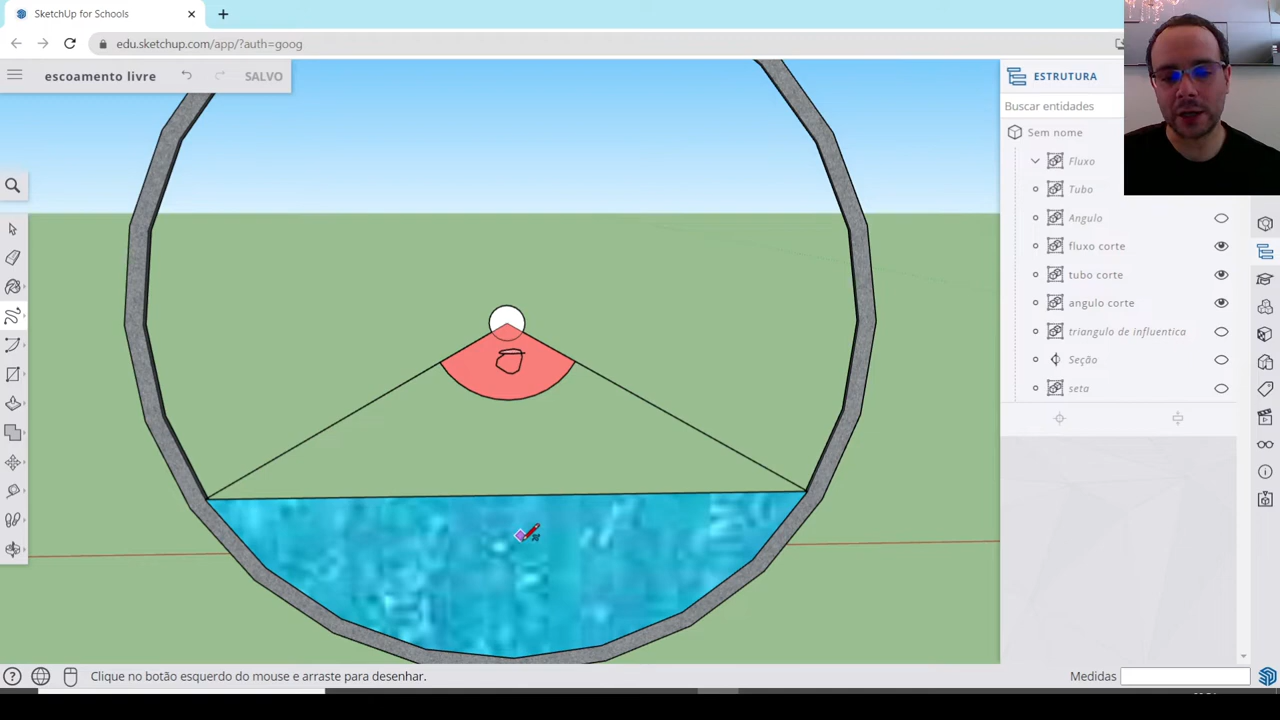 SketchUp for Schools
edu.sketchup.com/app/?auth=goog
escoamento livre
SALVO
ESTRUTURA
Buscar entidades
Sem nome
Fluxo
Tubo
Angulo
fluxo corte
tubo corte
angulo corte
triangulo de influentica
Seção
seta
Clique no botão esquerdo do mouse e arraste para desenhar.
Medidas